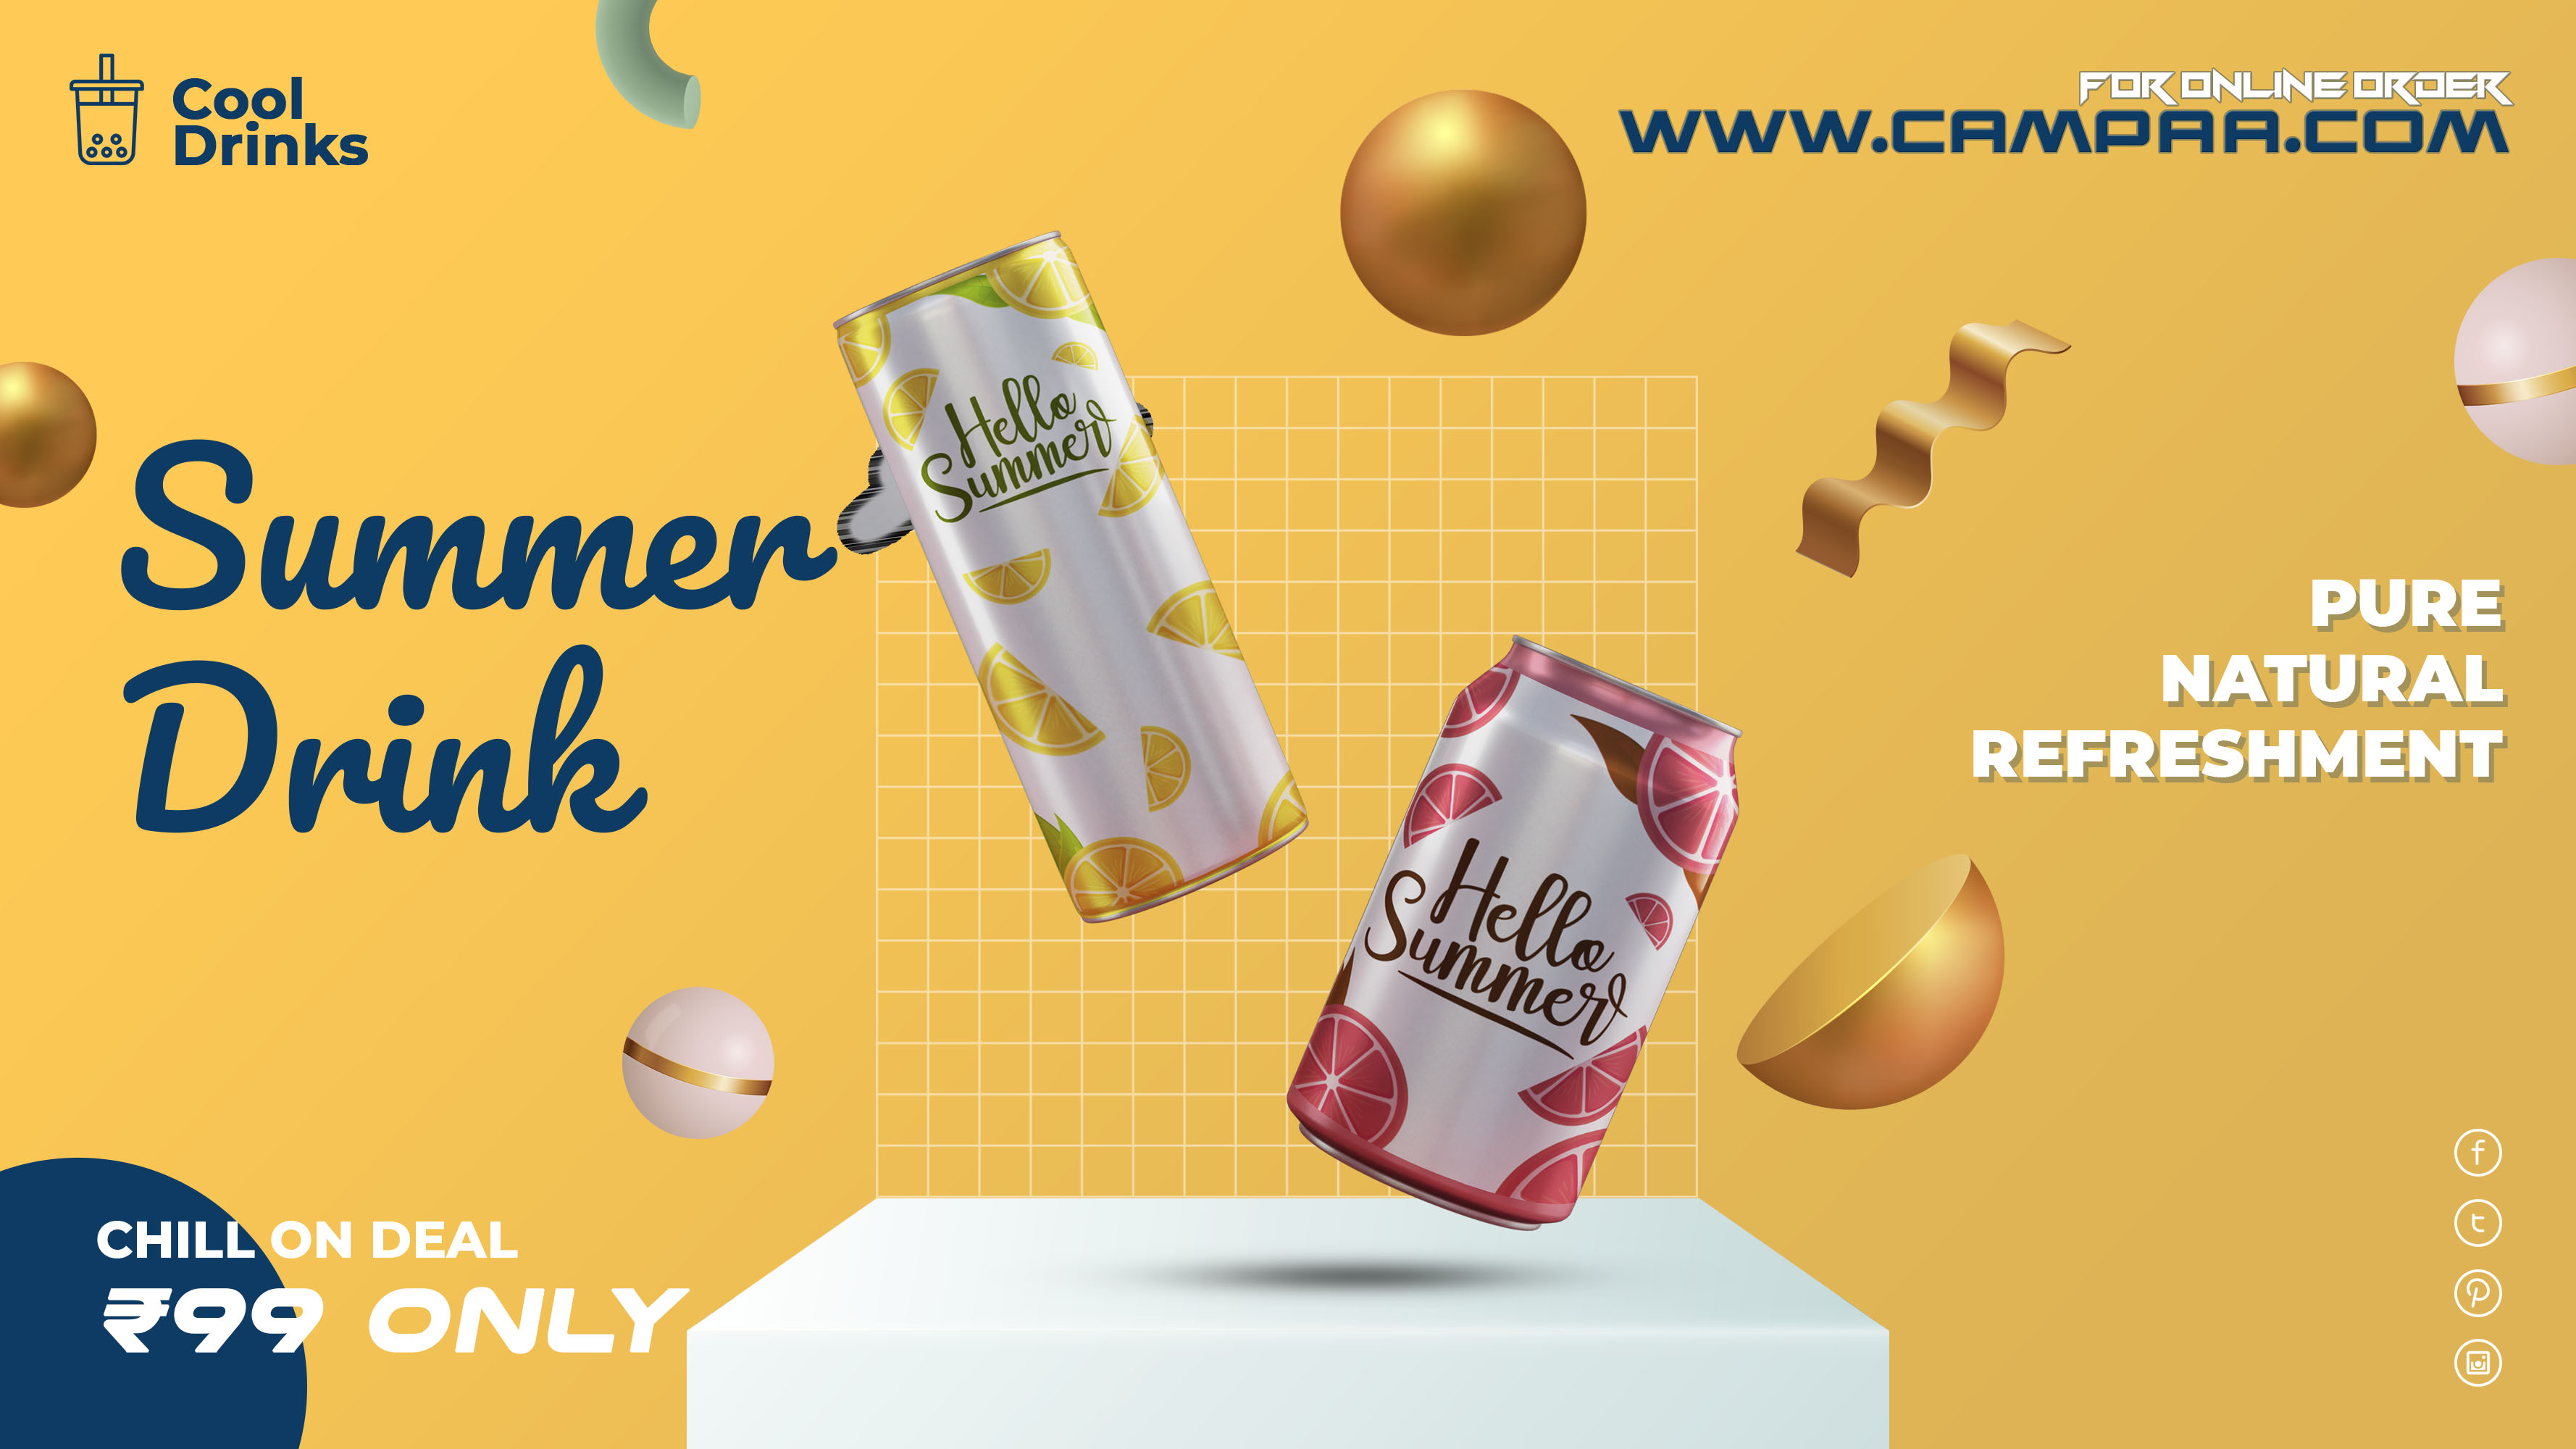 Cool
Drinks
FOR ONLINE ORDER
WWW.CAMPAA.COM
Summer
Drink
Hello
Summer
Hello
Summer
PURE
NATURAL
REFRESHMENT
CHILL ON DEAL
₹99 ONLY